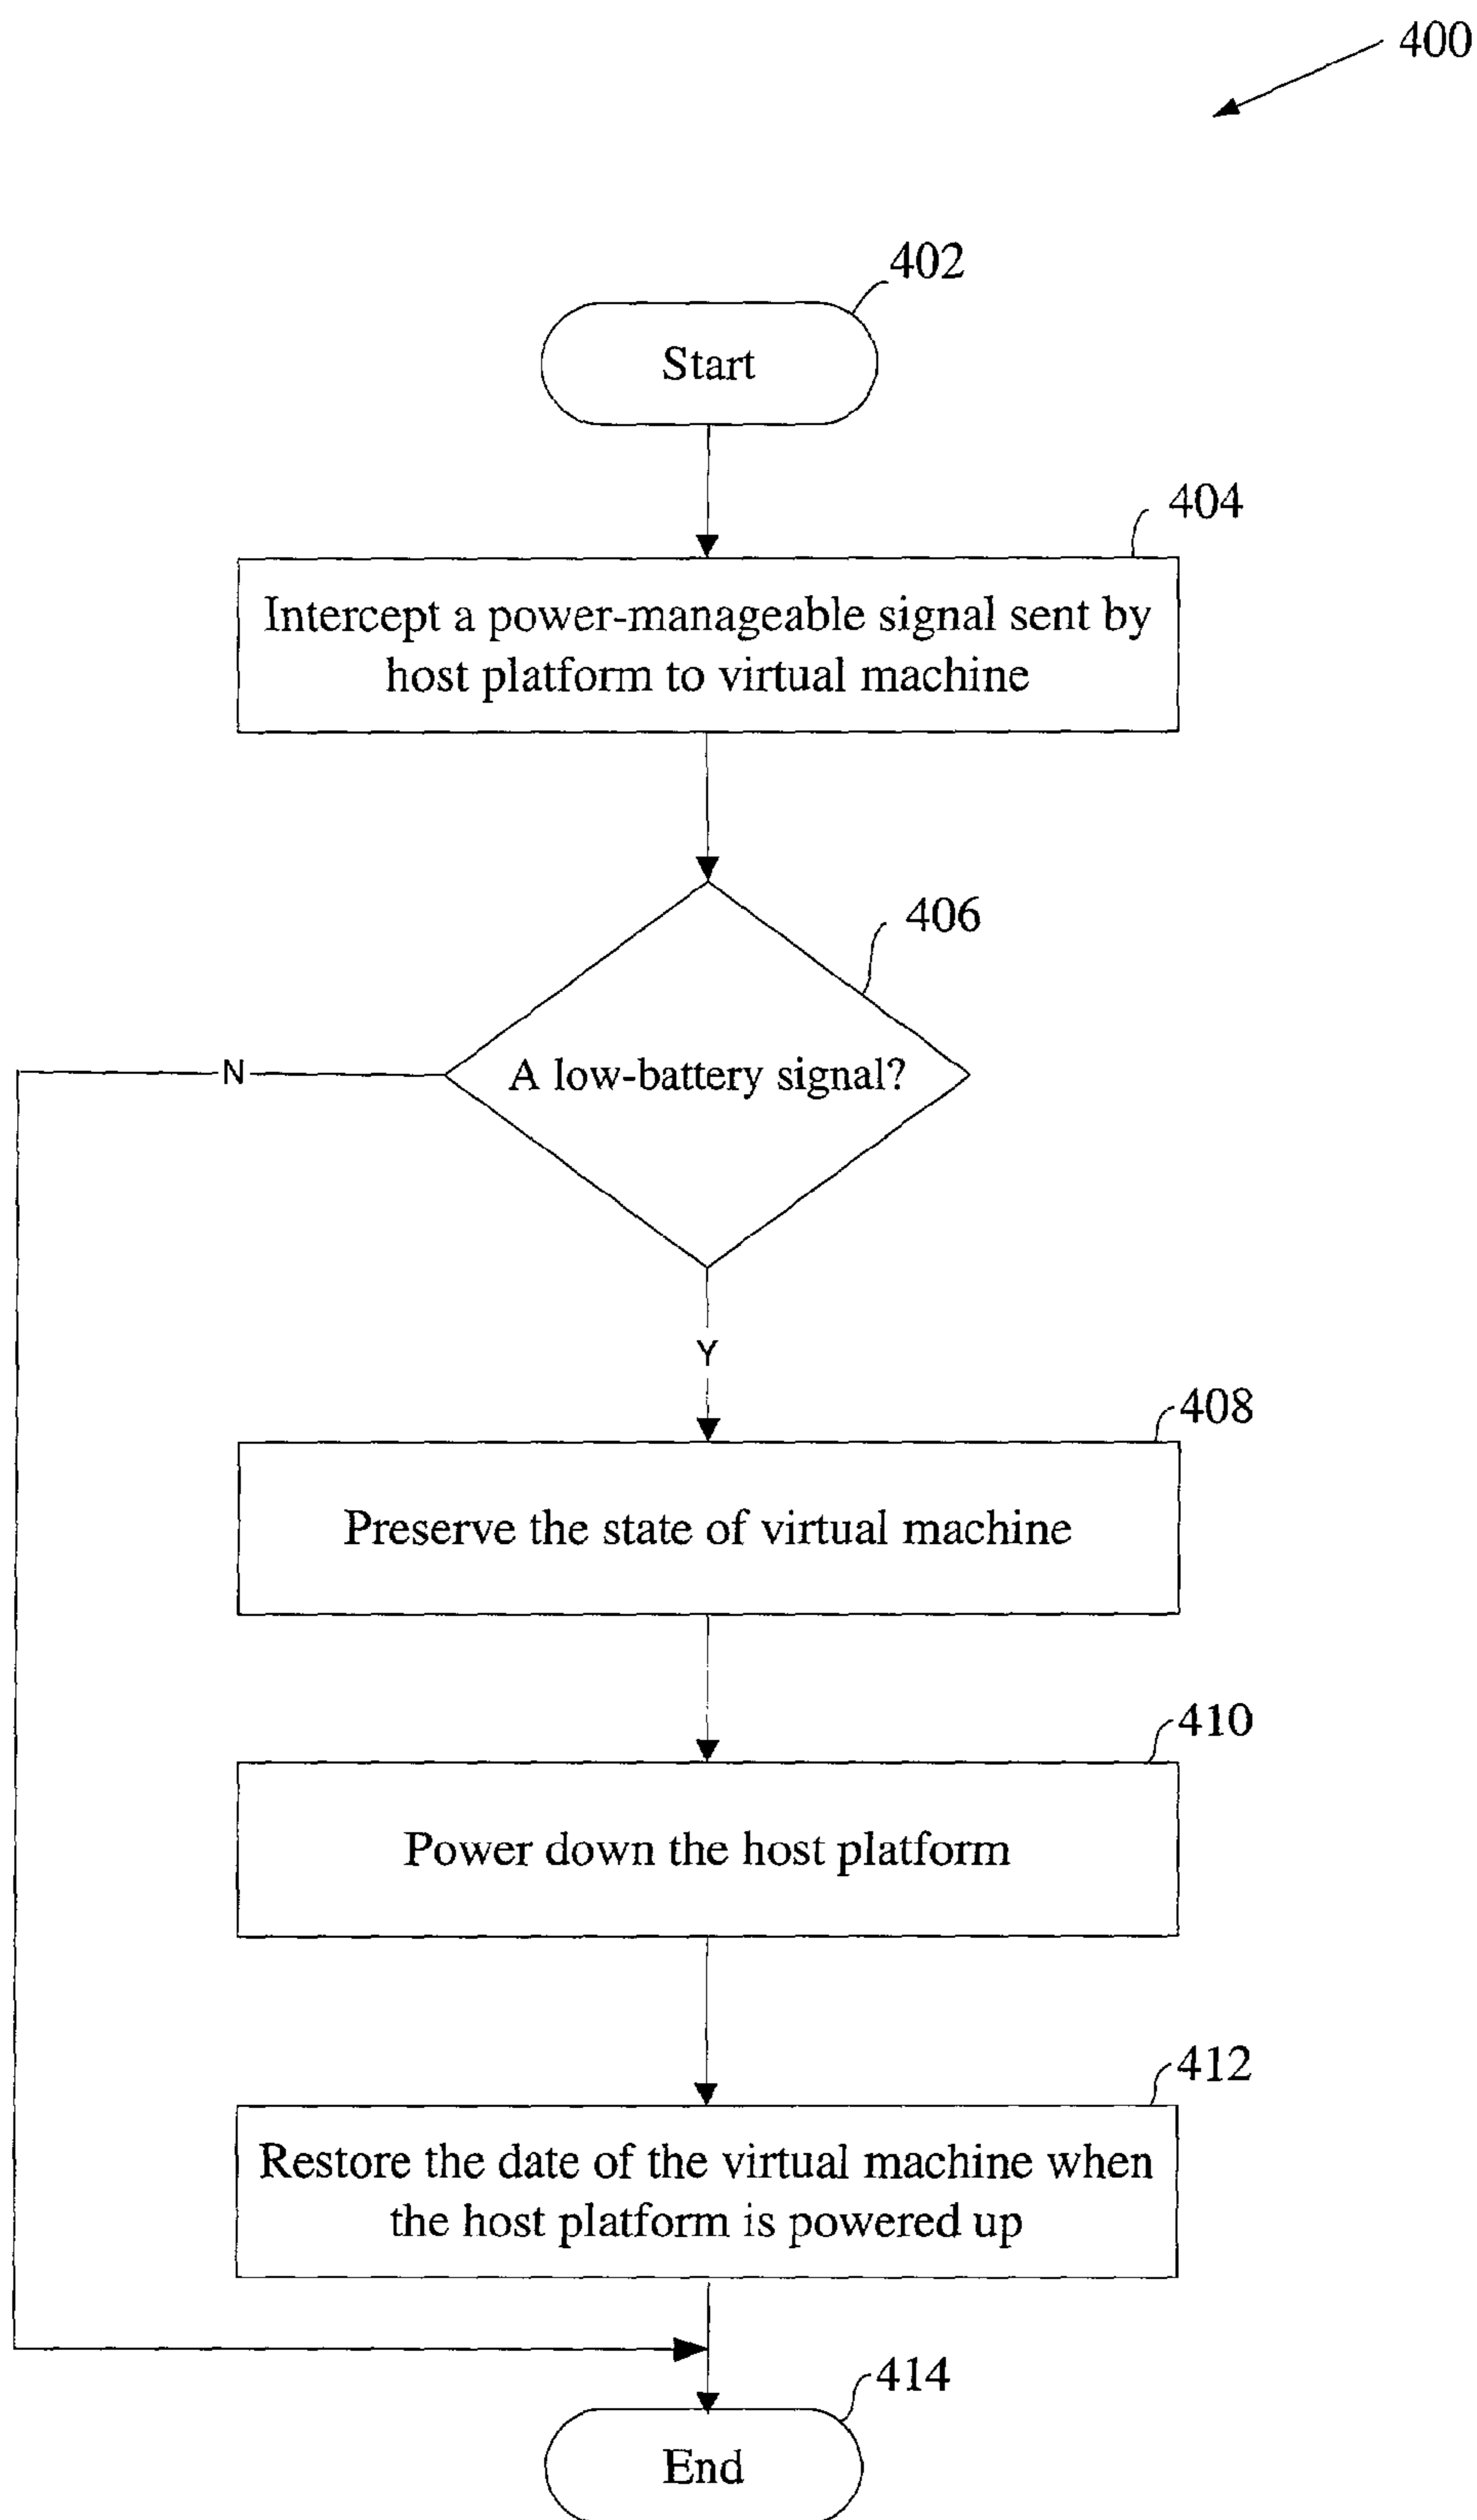 400
402
Start
404
Intercept a power-manageable signal sent by
host platform to virtual machine
406
A low-battery signal?
N
Y
408
Preserve the state of virtual machine
410
Power down the host platform
412
Restore the date of the virtual machine when
the host platform is powered up
414
End